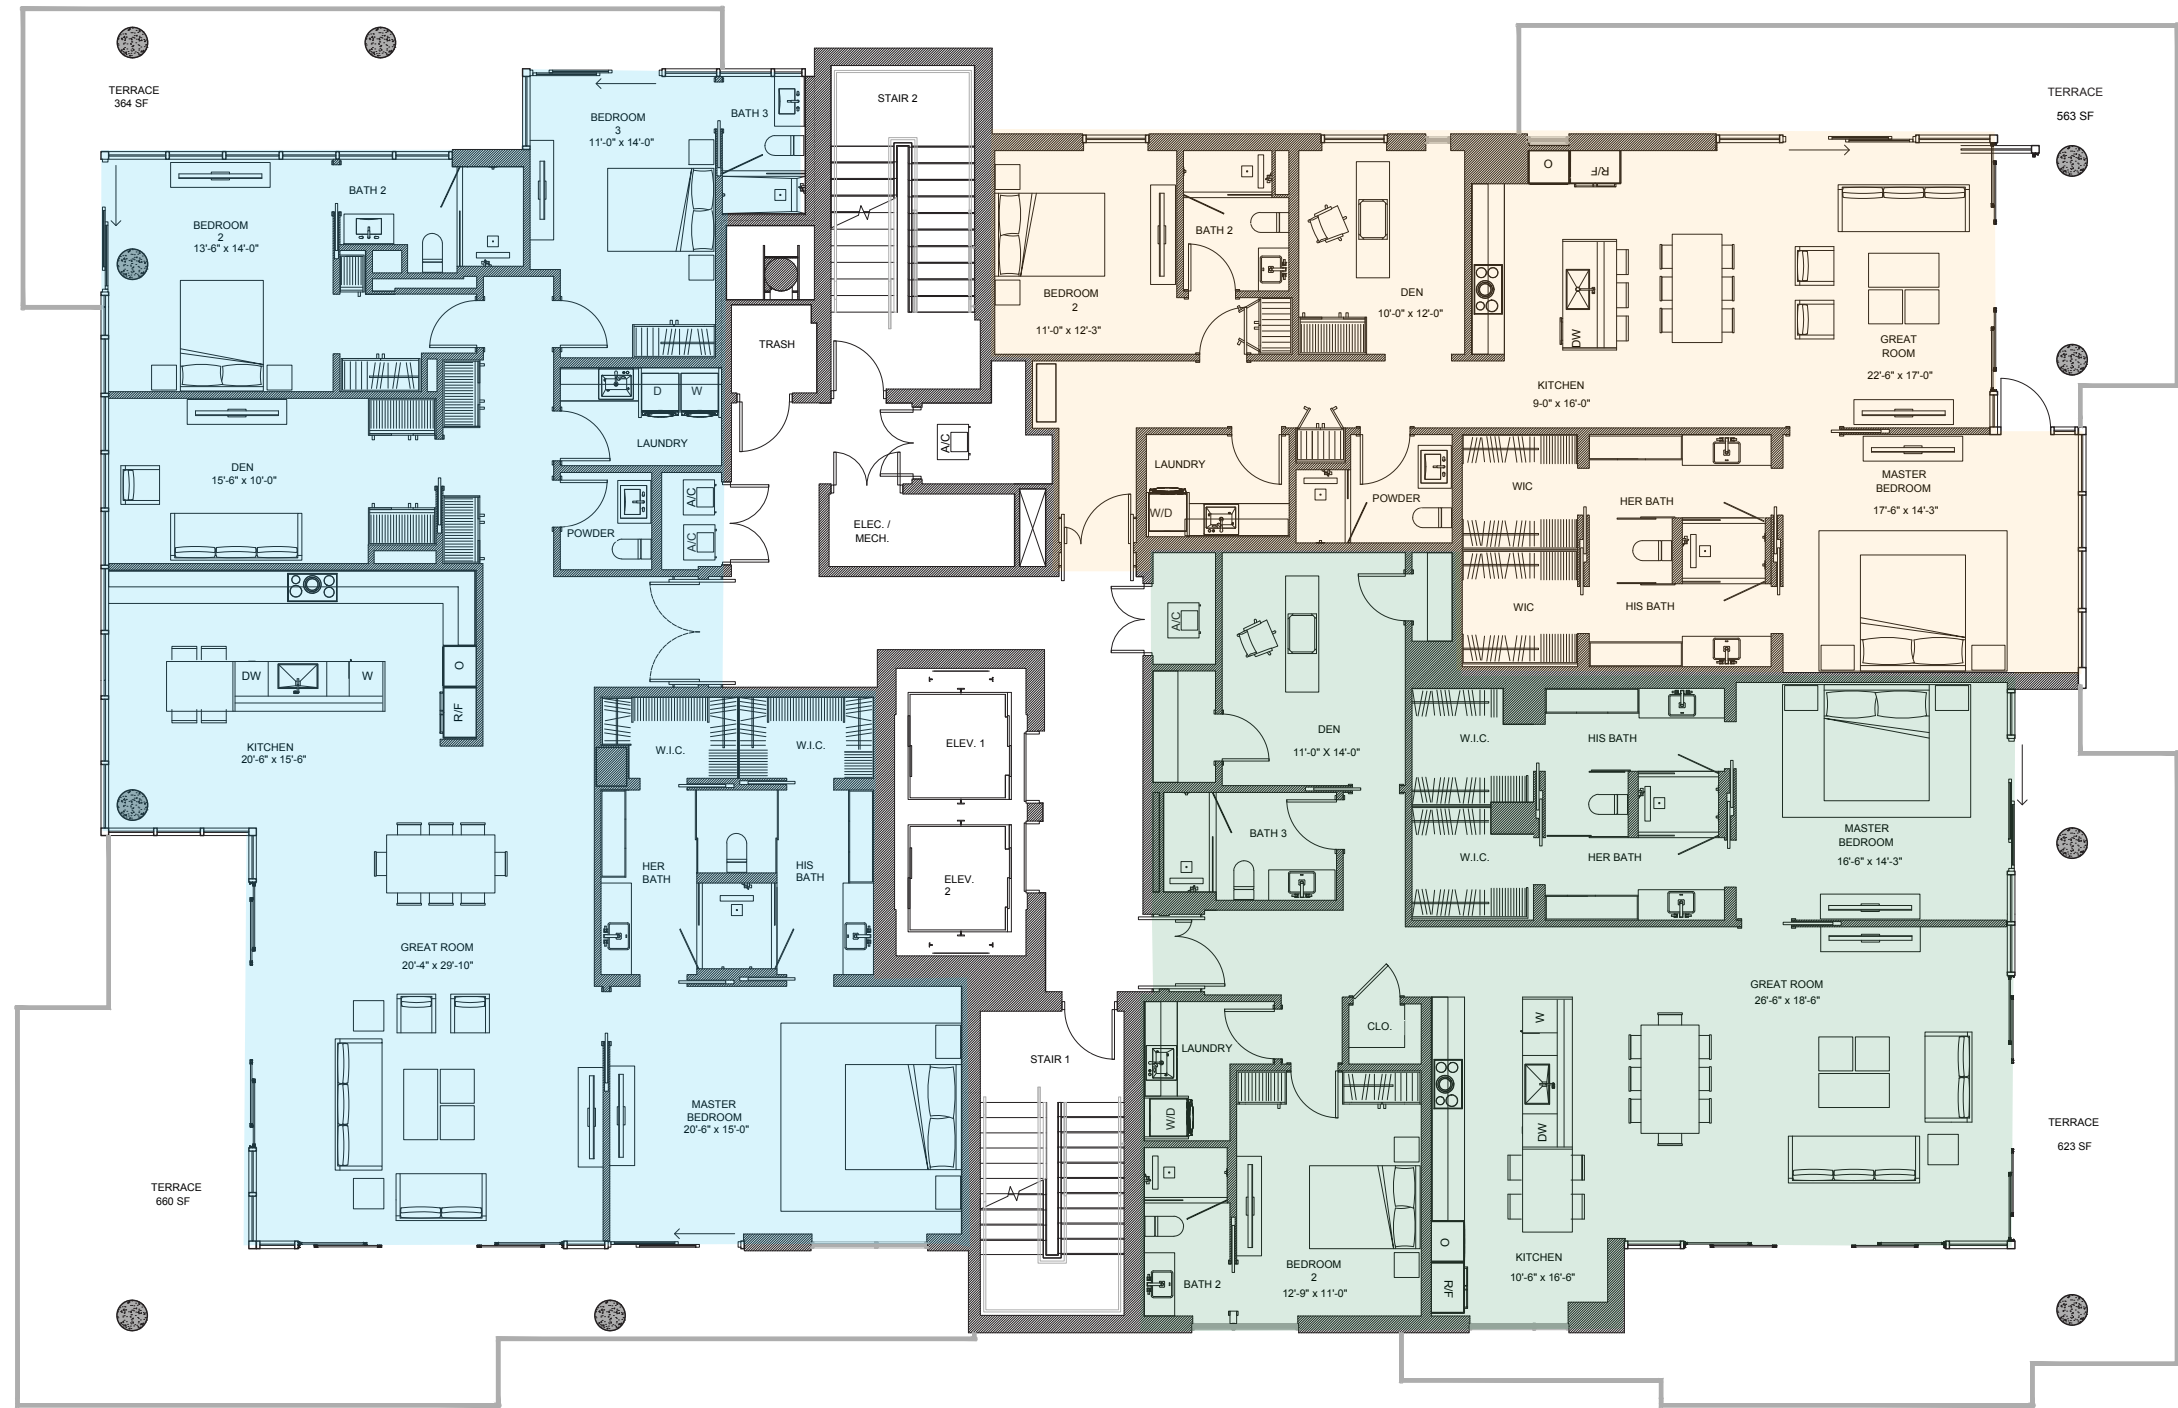 TERRACE
364 SF
BEDROOM
3
11'-0" x 14'-0"
BATH 3
STAIR 2
TERRACE
563 SF
BATH 2
BEDROOM
2
13'-6" x 14'-0"
BEDROOM
2
11'-0" x 12'-3"
BATH 2
DEN
10'-0" x 12'-0"
O
R/F
DW
GREAT
ROOM
22'-6" x 17'-0"
KITCHEN
9-0" x 16'-0"
TRASH
D
W
LAUNDRY
A/C
DEN
15'-6" x 10'-0"
POWDER
A/C
A/C
ELEC. /
MECH.
LAUNDRY
W/D
POWDER
WIC
HER BATH
MASTER
BEDROOM
17'-6" x 14'-3"
WIC
HIS BATH
A/C
DW
W
O
R/F
KITCHEN
20'-6" x 15'-6"
W.I.C.
W.I.C.
ELEV. 1
DEN
11'-0" X 14'-0"
W.I.C.
HIS BATH
HER
BATH
HIS
BATH
ELEV.
2
BATH 3
W.I.C.
HER BATH
MASTER
BEDROOM
16'-6" x 14'-3"
GREAT ROOM
20'-4" x 29'-10"
GREAT ROOM
26'-6" x 18'-6"
STAIR 1
LAUNDRY
CLO.
W
W/D
DW
MASTER
BEDROOM
20'-6" x 15'-0"
TERRACE
623 SF
TERRACE
660 SF
BATH 2
BEDROOM
2
12'-9" x 11'-0"
O
R/F
KITCHEN
10'-6" x 16'-6"